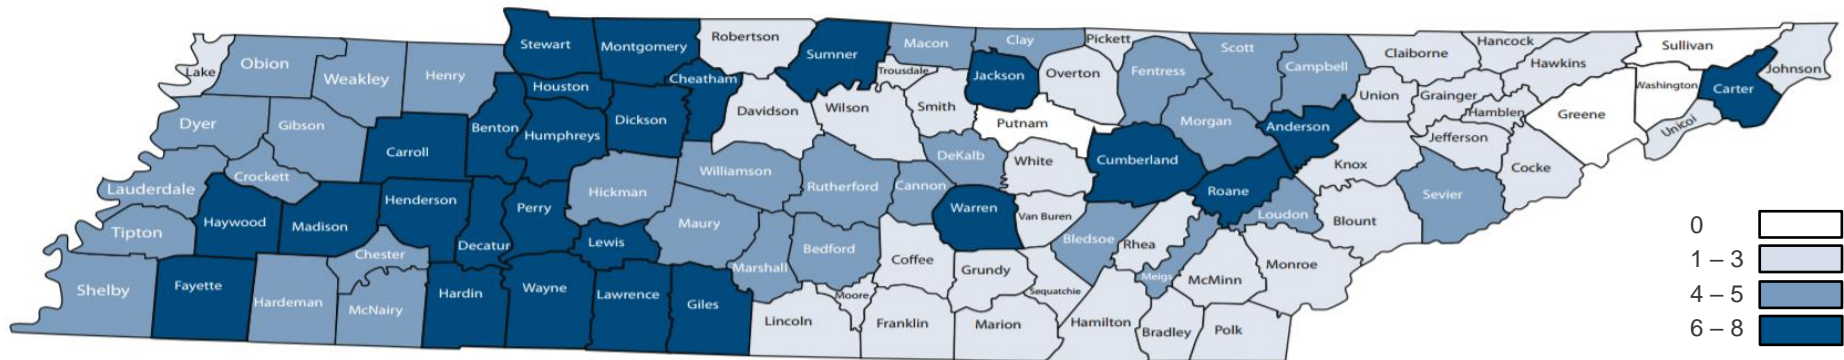 Stewart
Montgomery
Robertson
Sumner
Macon
Clay
Pickett
Scott
Campbell
Claiborne
Hancock
Hawkins
Sullivan
Johnson
Lake
Obion
Weakley
Henry
Houston
Cheatham
Trousdale
Jackson
Overton
Fentress
Union
Grainger
Hamblen
Washington
Carter
Dyer
Gibson
Carroll
Benton
Humphreys
Dickson
Davidson
Wilson
Smith
Putnam
Morgan
Anderson
Jefferson
Greene
Unicoi
Lauderdale
Crockett
Henderson
Hickman
Williamson
Rutherford
Cannon
DeKalb
White
Cumberland
Roane
Knox
Cocke
Tipton
Haywood
Madison
Decatur
Perry
Lewis
Maury
Bedford
Warren
Van Buren
Bledsoe
Rhea
Loudon
Blount
Sevier
Shelby
Fayette
Hardeman
Chester
McNairy
Hardin
Wayne
Lawrence
Giles
Marshall
Coffee
Grundy
Sequatchie
Meigs
McMinn
Monroe
Lincoln
Moore
Franklin
Marion
Hamilton
Bradley
Polk
0
1 – 3
4 – 5
6 – 8